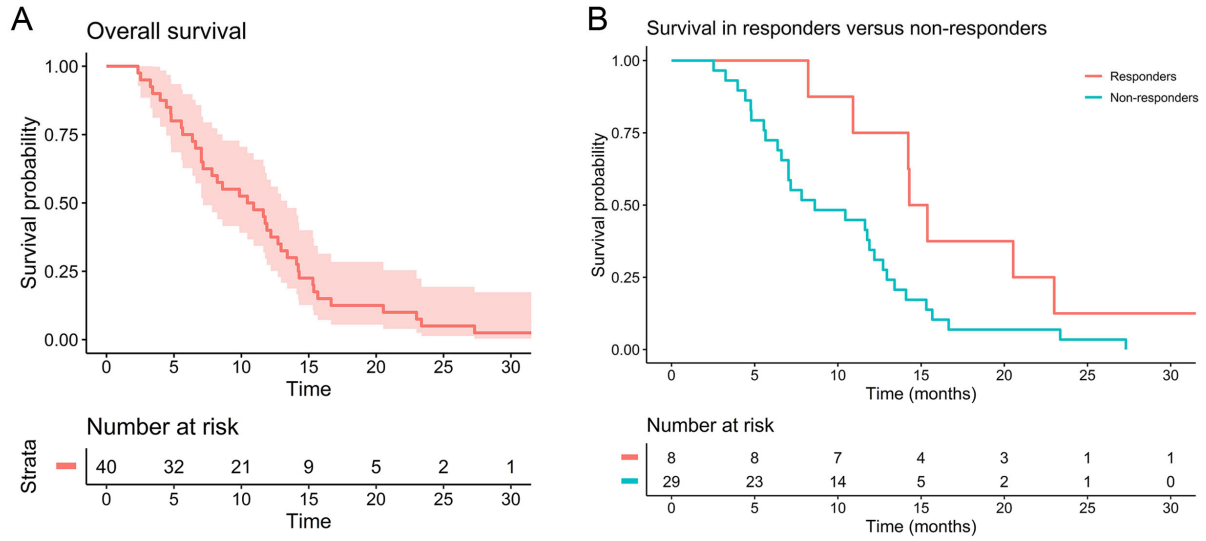 A
Overall survival
Survival probability
1.00
0.75
0.50
0.25
0.00
0 5 10 15 20 25 30
Time
Number at risk
Strata
40 32 21 9 5 2 1
0 5 10 15 20 25 30
Time
B
Survival in responders versus non-responders
Survival probability
1.00
0.75
0.50
0.25
0.00
Responders
Non-responders
0 5 10 15 20 25 30
Time (months)
Number at risk
8 8 7 4 3 1 1
29 23 14 5 2 1 0
0 5 10 15 20 25 30
Time (months)